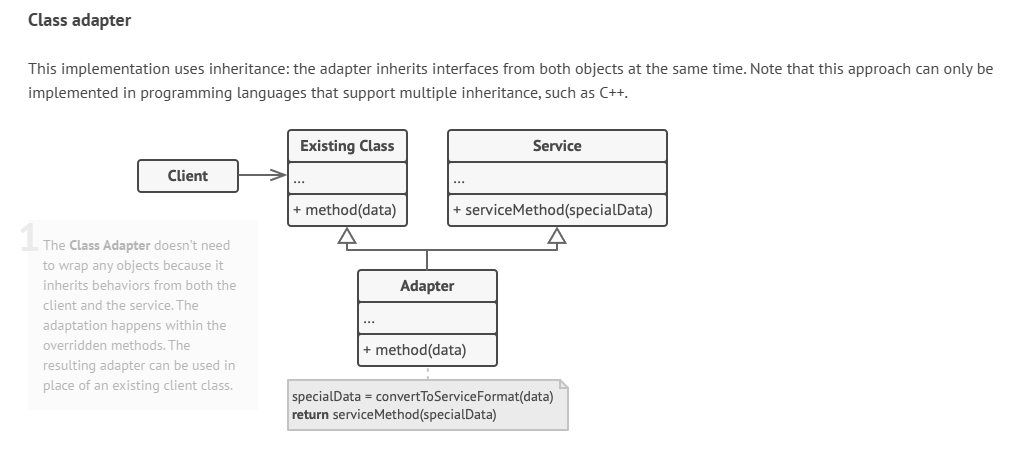 Class adapter
This implementation uses inheritance: the adapter inherits interfaces from both objects at the same time. Note that this approach can only be
implemented in programming languages that support multiple inheritance, such as C++.
Existing Class
...
+ method(data)
Service
...
+ serviceMethod(specialData)
Client
1
The Class Adapter doesn't need
to wrap any objects because it
inherits behaviors from both the
client and the service. The
adaptation happens within the
overridden methods. The
resulting adapter can be used in
place of an existing client class.
Adapter
...
+ method(data)
specialData = convertToServiceFormat(data)
return serviceMethod(specialData)